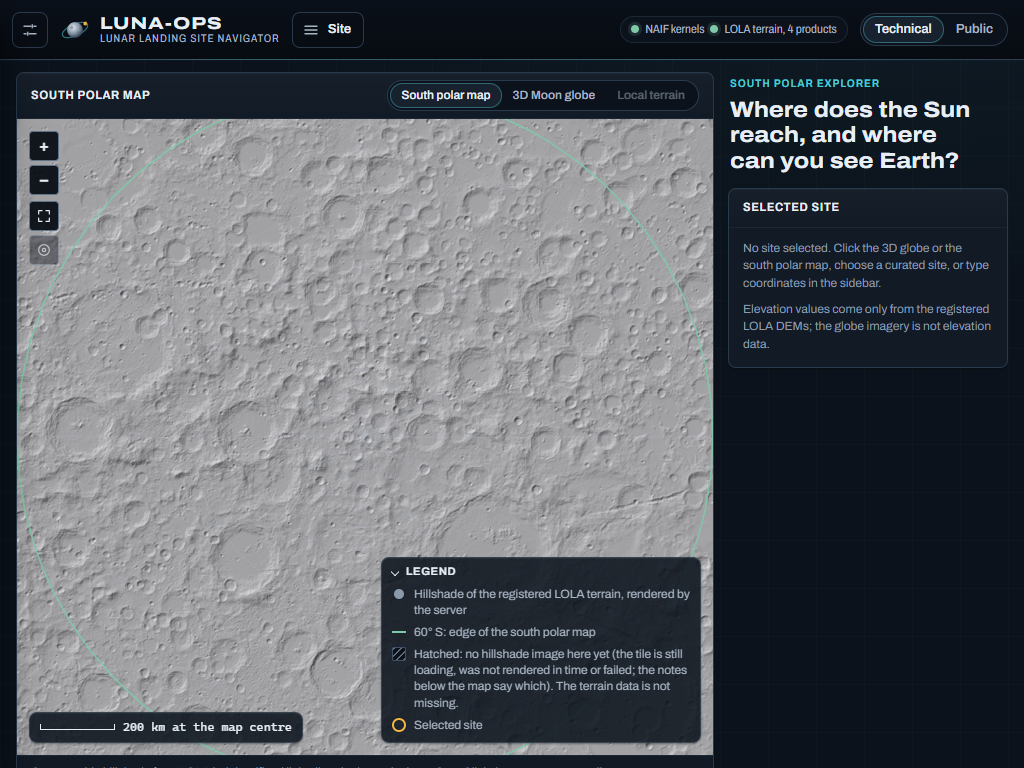 LUNA-OPS
LUNAR LANDING SITE NAVIGATOR
Site
NAIF kernels
LOLA terrain, 4 products
Technical
Public
SOUTH POLAR MAP
South polar map
3D Moon globe
Local terrain
+
−
LEGEND
Hillshade of the registered LOLA terrain, rendered by
the server
60° S: edge of the south polar map
Hatched: no hillshade image here yet (the tile is still
loading, was not rendered in time or failed; the notes
below the map say which). The terrain data is not
missing.
Selected site
200 km at the map centre
SOUTH POLAR EXPLORER
Where does the Sun
reach, and where
can you see Earth?
SELECTED SITE
No site selected. Click the 3D globe or the
south polar map, choose a curated site, or type
coordinates in the sidebar.
Elevation values come only from the registered
LOLA DEMs; the globe imagery is not elevation
data.